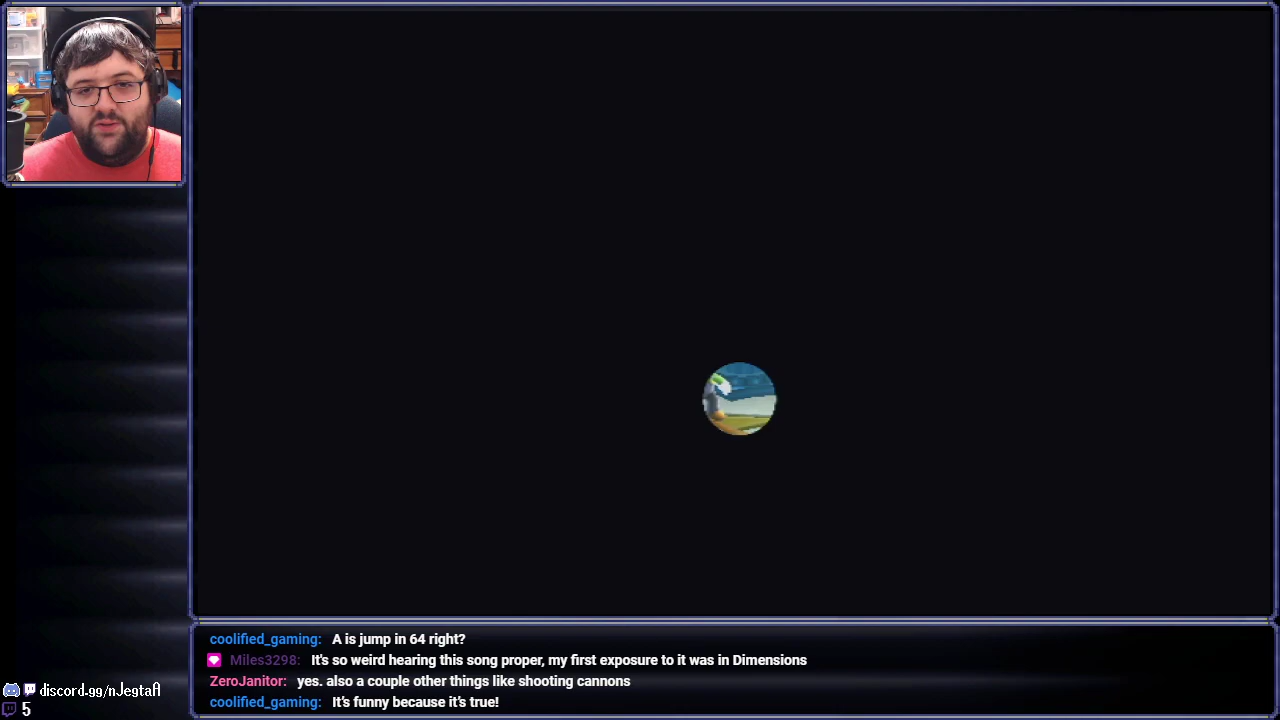 coolified_gaming: A is jump in 64 right?
Miles3298: It's so weird hearing this song proper, my first exposure to it was in Dimensions
ZeroJanitor: yes. also a couple other things like shooting cannons
coolified_gaming: It's funny because it's true!
discord.gg/nJegtaA
5